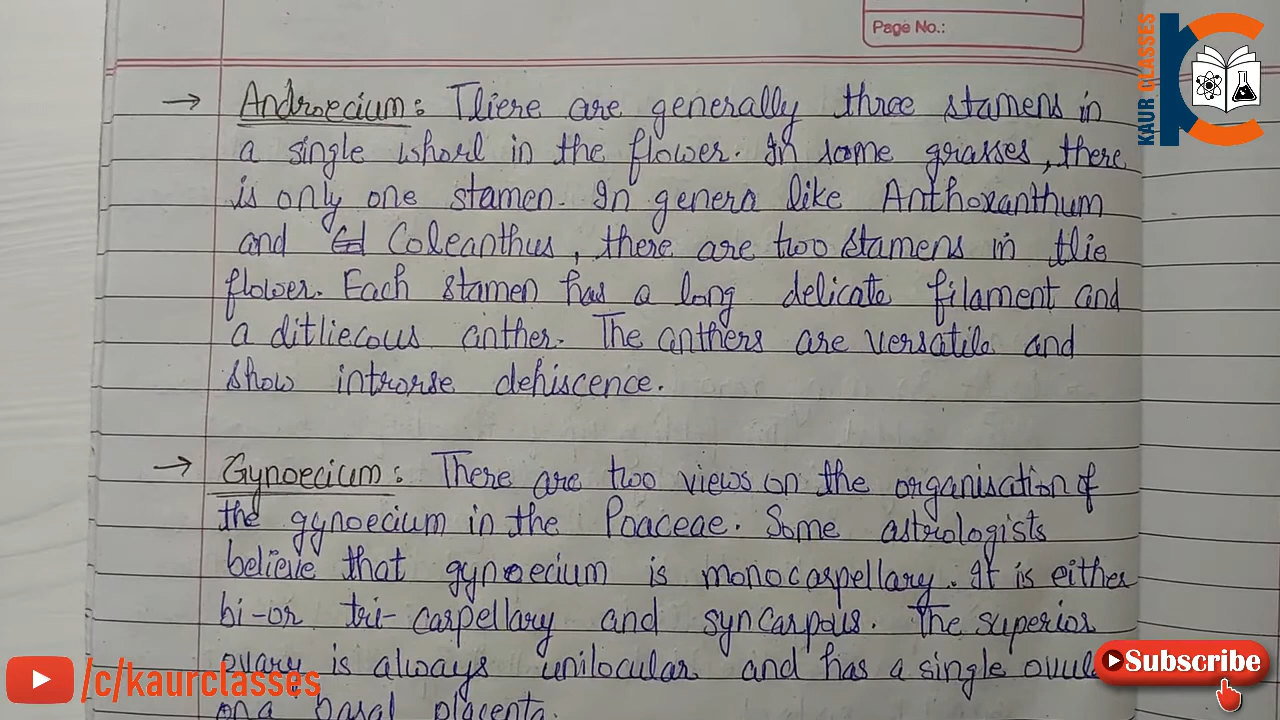 Page No.:
KAUR CLASSES
→ Androecium: There are generally three stamens in
a single whorl in the flower. In some grasses, there
is only one stamen. In genera like Anthoxanthum
and Coleanthus, there are two stamens in the
flower. Each stamen has a long delicate filament and
a ditliecous anther. The anthers are versatile and
show introrse dehiscence.
→ Gynoecium: There are two views on the organisation of
the gynoecium in the Poaceae. Some astrologists
believe that gynoecium is monocaspellary. It is either
bi-or tri-caspellary and syncarpous. The superior
ovary is always unilocular and has a single ovule
on a basal placenta.
/c/kaurclasses
Subscribe